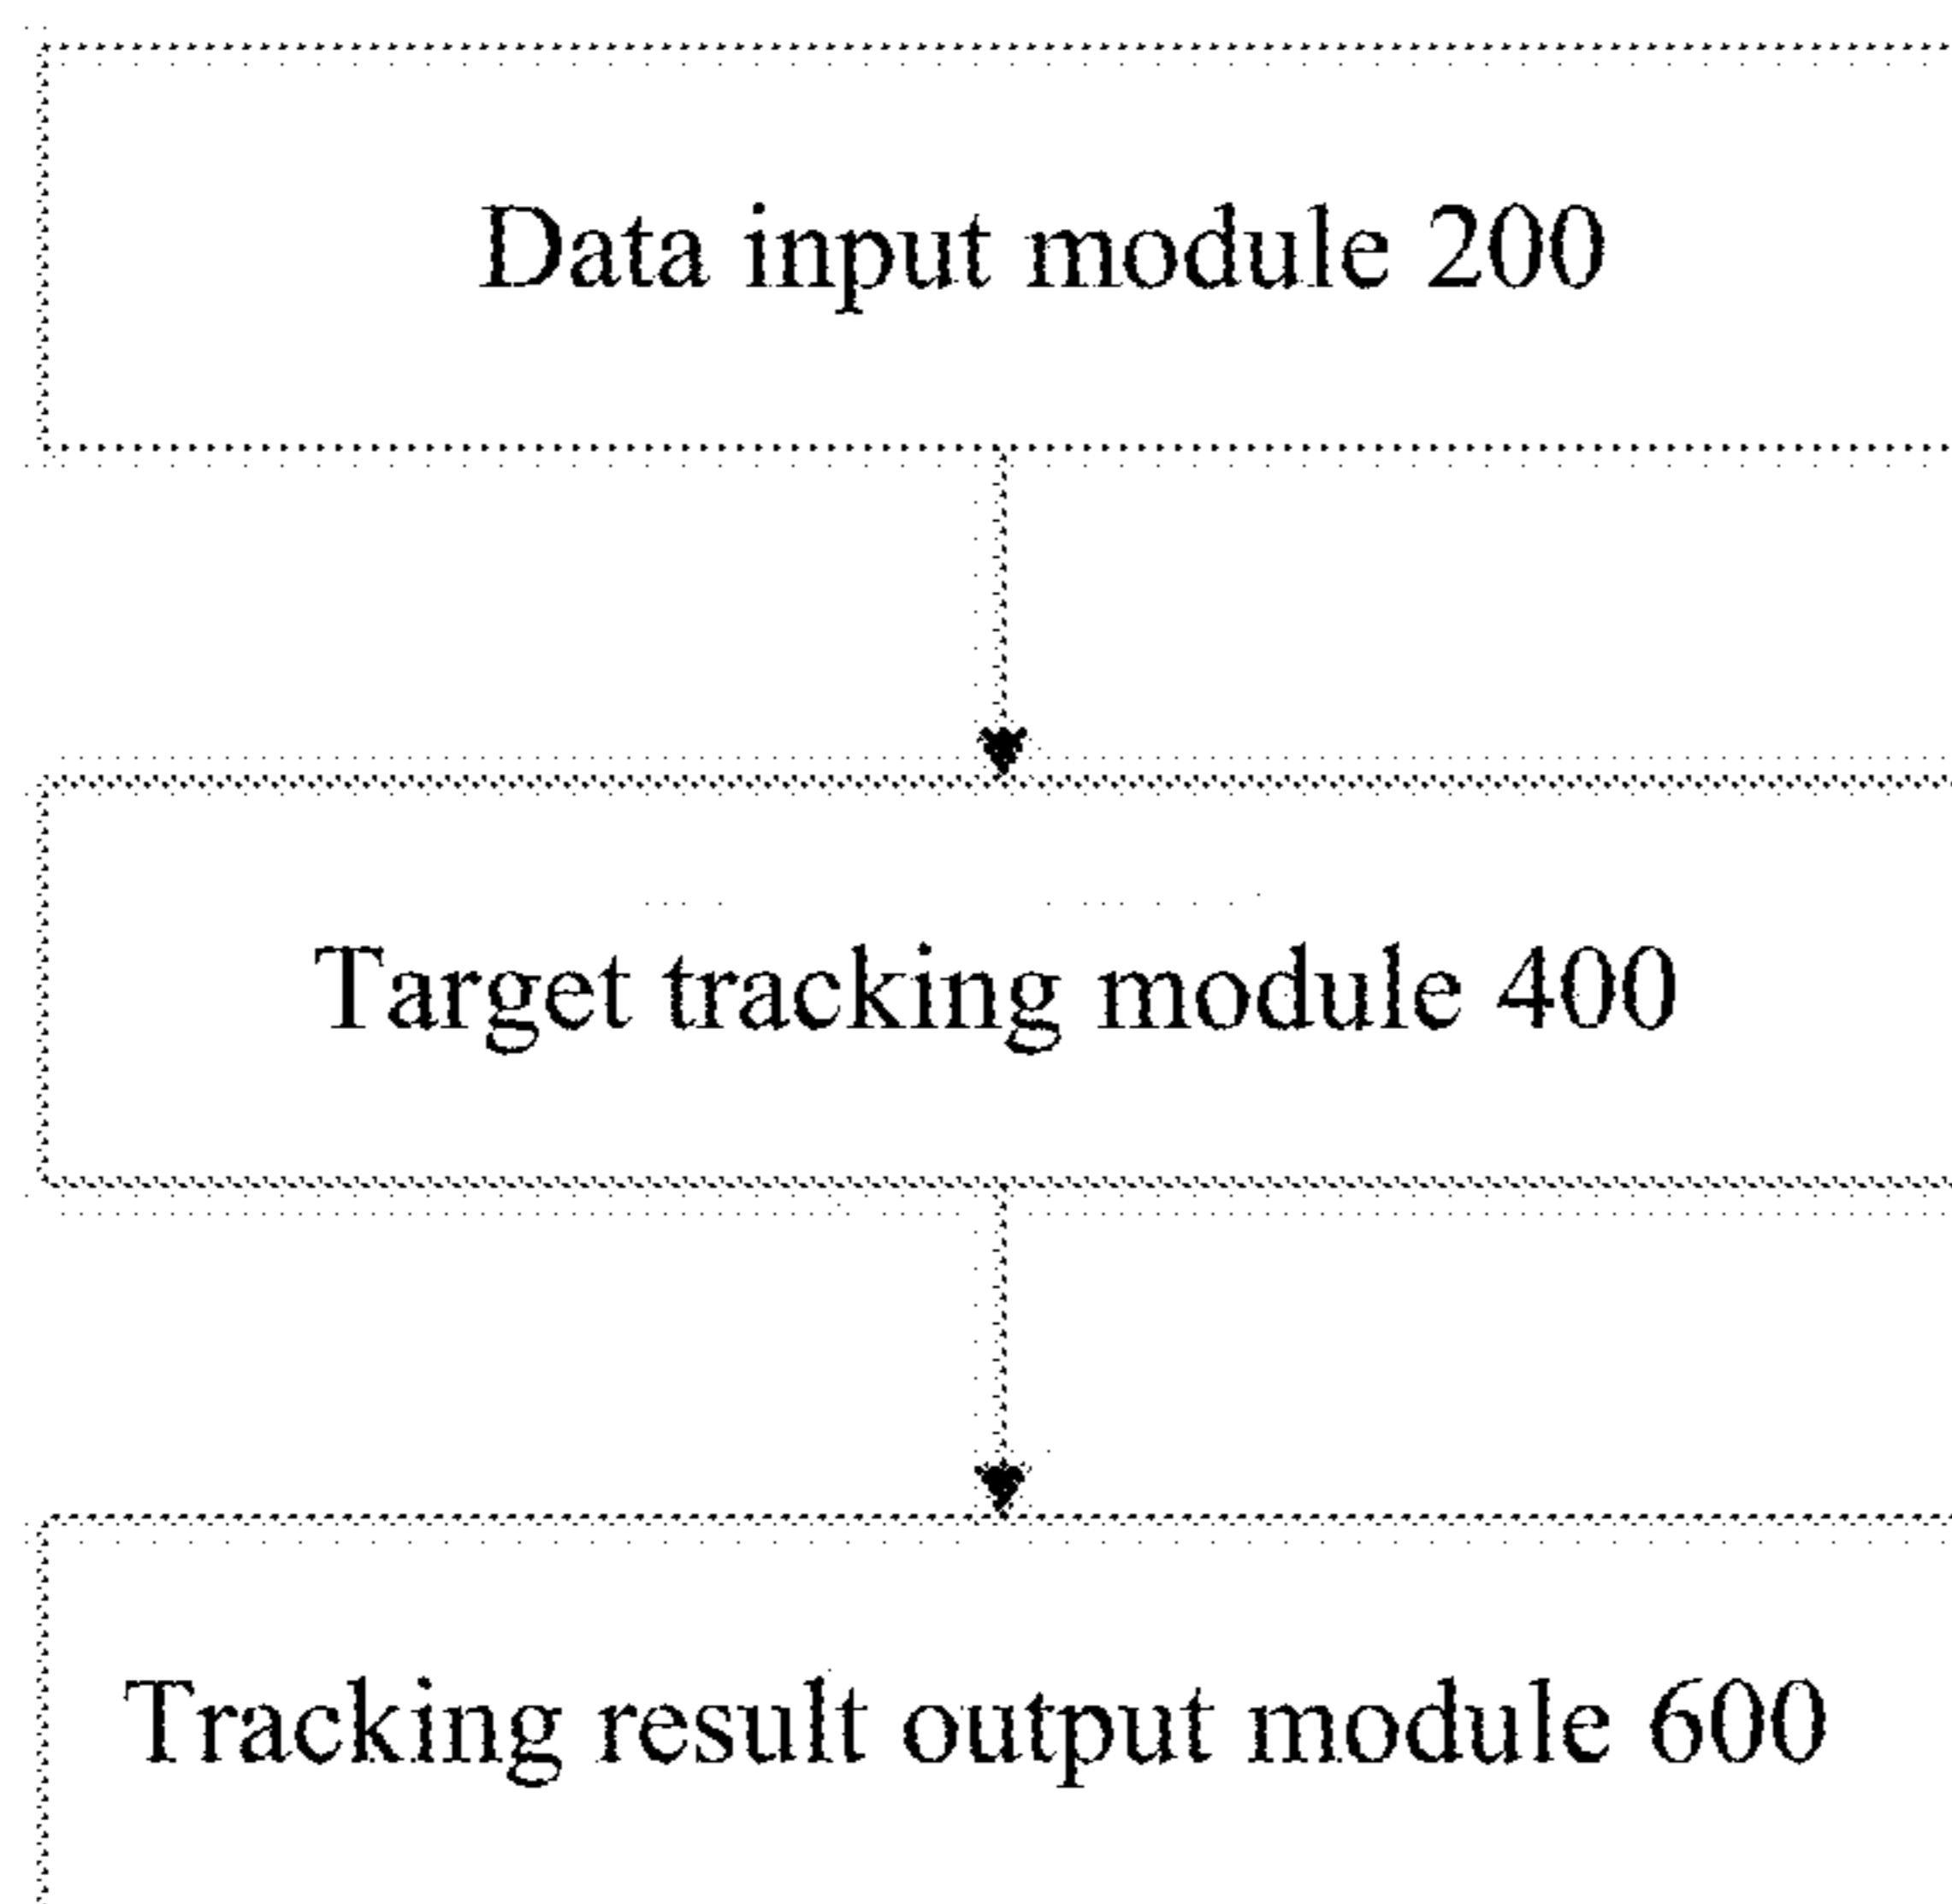 Data input module 200
Target tracking module 400
Tracking result output module 600